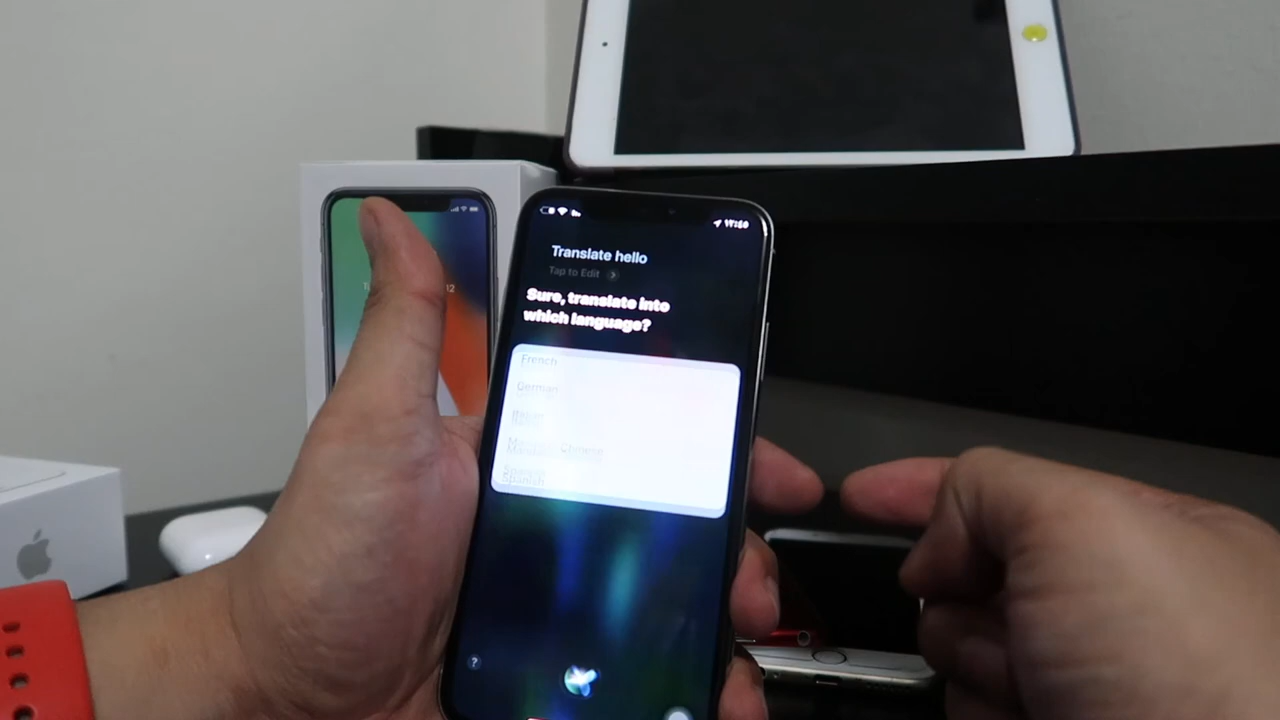 Translate hello
Tap to Edit
Sure, translate into
which language?
French
German
Italian
Mandarin Chinese
Spanish
?